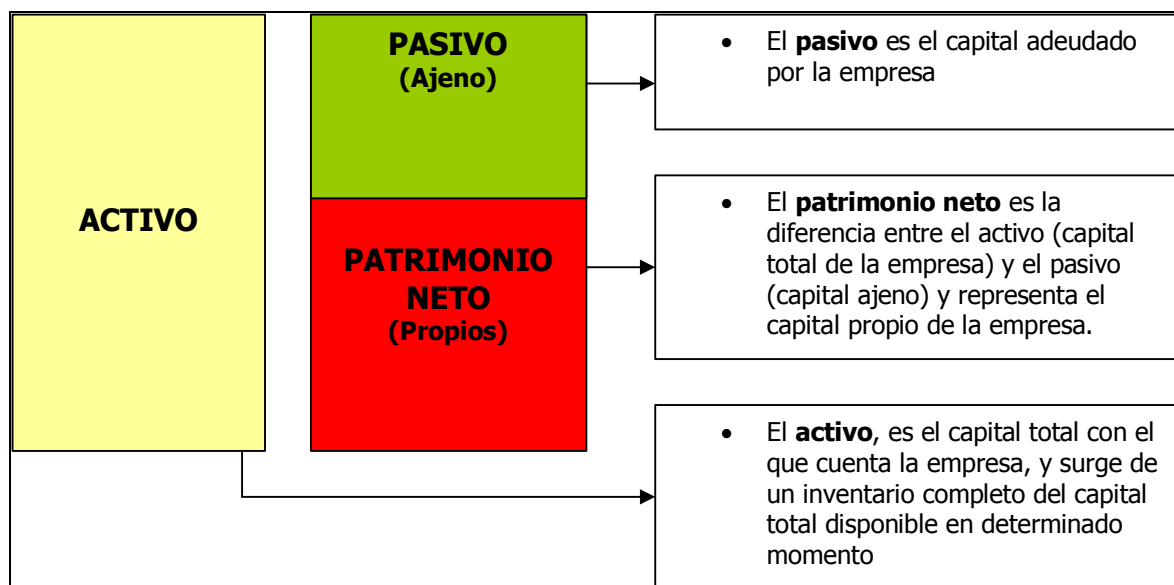 ACTIVO
PASIVO
(Ajeno)
PATRIMONIO
NETO
(Propios)
• El pasivo es el capital adeudado
por la empresa
• El patrimonio neto es la
diferencia entre el activo (capital
total de la empresa) y el pasivo
(capital ajeno) y representa el
capital propio de la empresa.
• El activo, es el capital total con el
que cuenta la empresa, y surge de
un inventario completo del capital
total disponible en determinado
momento